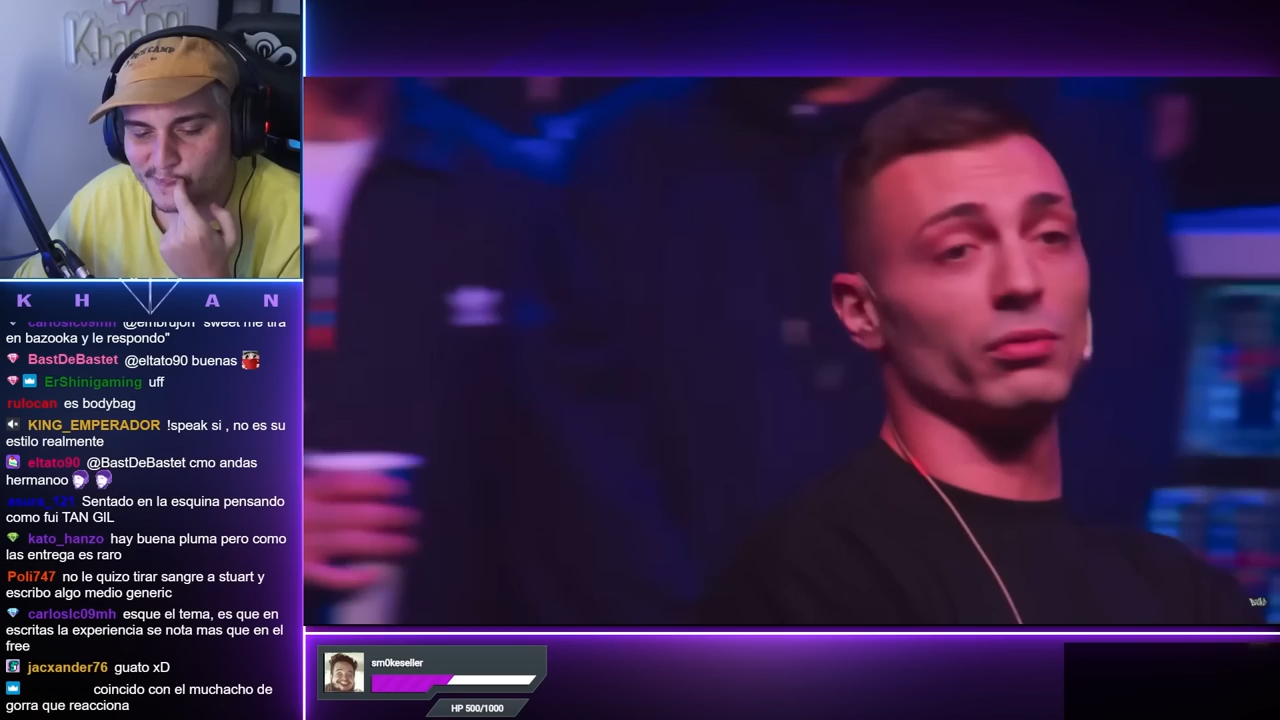 Khan
CAMP
K H A N
carloslc09mh @embrujon "sweet me tira
en bazooka y le respondo"
BastDeBastet @eltato90 buenas
ErShinigaming uff
rulocan es bodybag
KING_EMPERADOR !speak si , no es su
estilo realmente
eltato90 @BastDeBastet cmo andas
hermanoo
Sentado en la esquina pensando
como fui TAN GIL
kato_hanzo hay buena pluma pero como
las entrega es raro
Poli747 no le quizo tirar sangre a stuart y
escribo algo medio generic
carloslc09mh esque el tema, es que en
escritas la experiencia se nota mas que en el
free
jacxander76 guato xD
coincido con el muchacho de
gorra que reacciona
sm0keseller
HP 500/1000